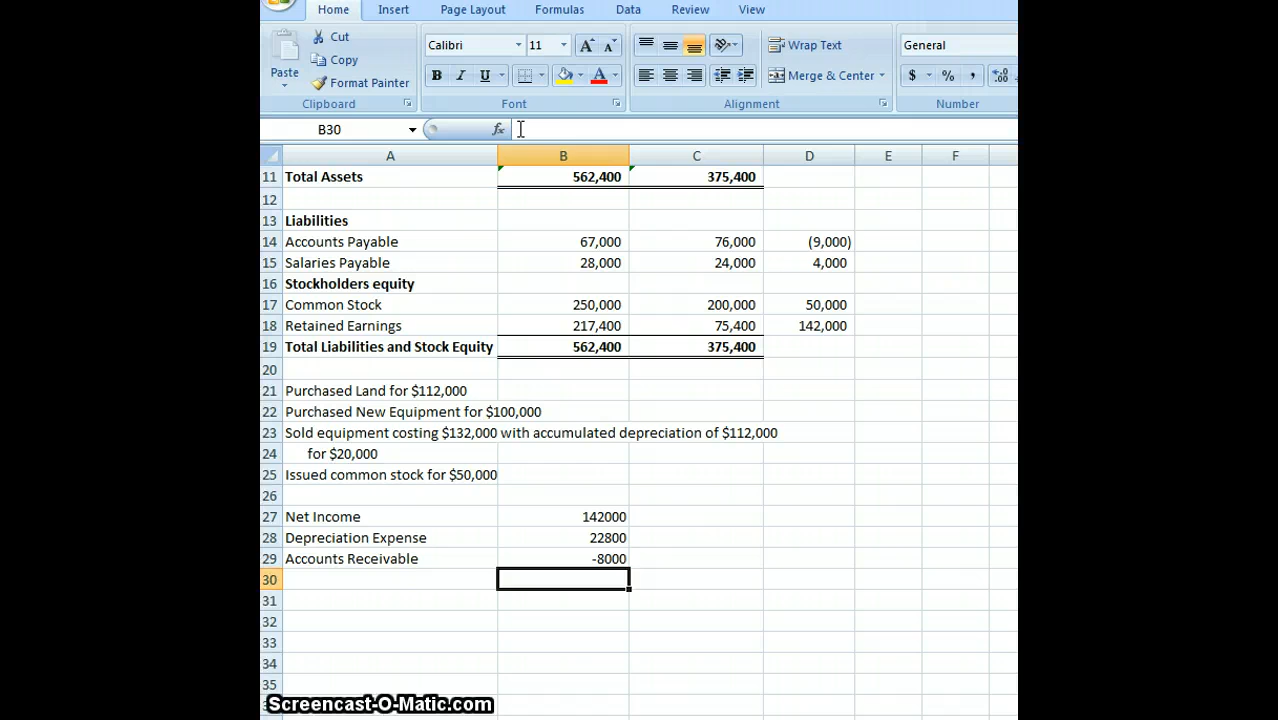 Home Insert Page Layout Formulas Data Review View
Cut
Copy
Paste
Format Painter
Calibri 11 A A
B I U A
Wrap Text
Merge & Center
General
$ % ,
Clipboard Font Alignment Number
B30 fx
A B C D E F
11 Total Assets 562,400 375,400
12
13 Liabilities
14 Accounts Payable 67,000 76,000 (9,000)
15 Salaries Payable 28,000 24,000 4,000
16 Stockholders equity
17 Common Stock 250,000 200,000 50,000
18 Retained Earnings 217,400 75,400 142,000
19 Total Liabilities and Stock Equity 562,400 375,400
20
21 Purchased Land for $112,000
22 Purchased New Equipment for $100,000
23 Sold equipment costing $132,000 with accumulated depreciation of $112,000
24 for $20,000
25 Issued common stock for $50,000
26
27 Net Income 142000
28 Depreciation Expense 22800
29 Accounts Receivable -8000
30
31
32
33
34
35
Screencast-O-Matic.com